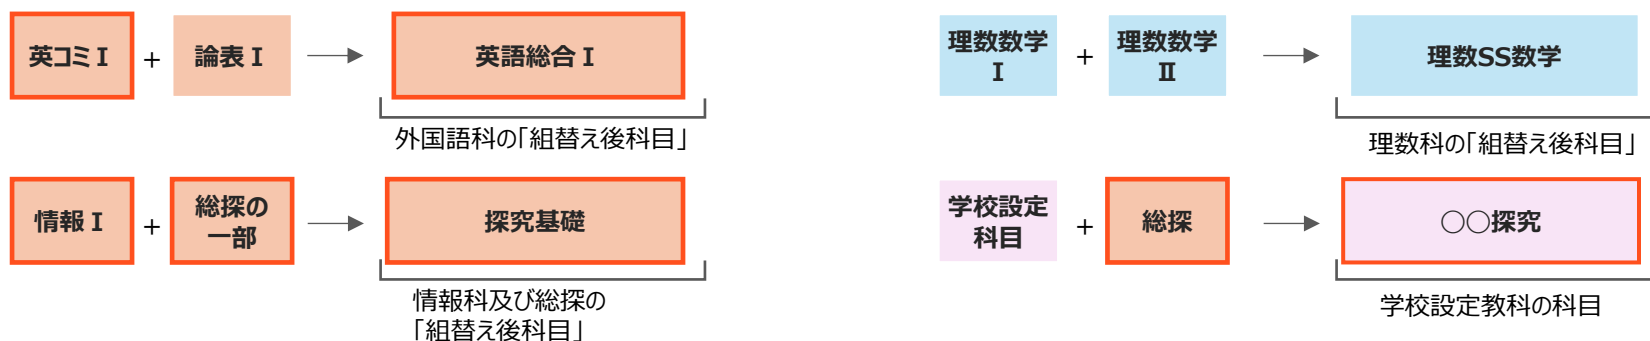 英コミⅠ + 論表Ⅰ → 英語総合Ⅰ
外国語科の「組替え後科目」
情報Ⅰ + 総探の
一部 → 探究基礎
情報科及び総探の
「組替え後科目」
理数数学
Ⅰ + 理数数学
Ⅱ → 理数SS数学
理数科の「組替え後科目」
学校設定
科目 + 総探 → ○○探究
学校設定教科の科目